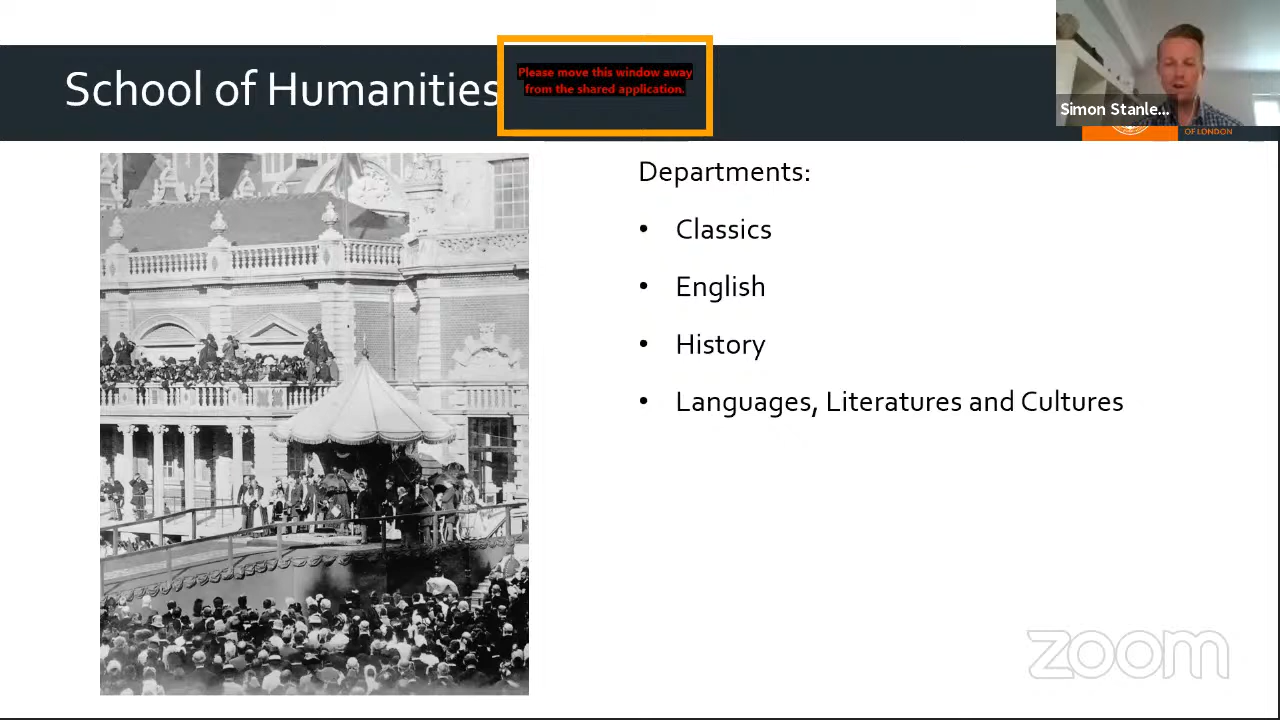 School of Humanities
Please move this window away
from the shared application.
Simon Stanle...
OF LONDON
Departments:
• Classics
• English
• History
• Languages, Literatures and Cultures
zoom